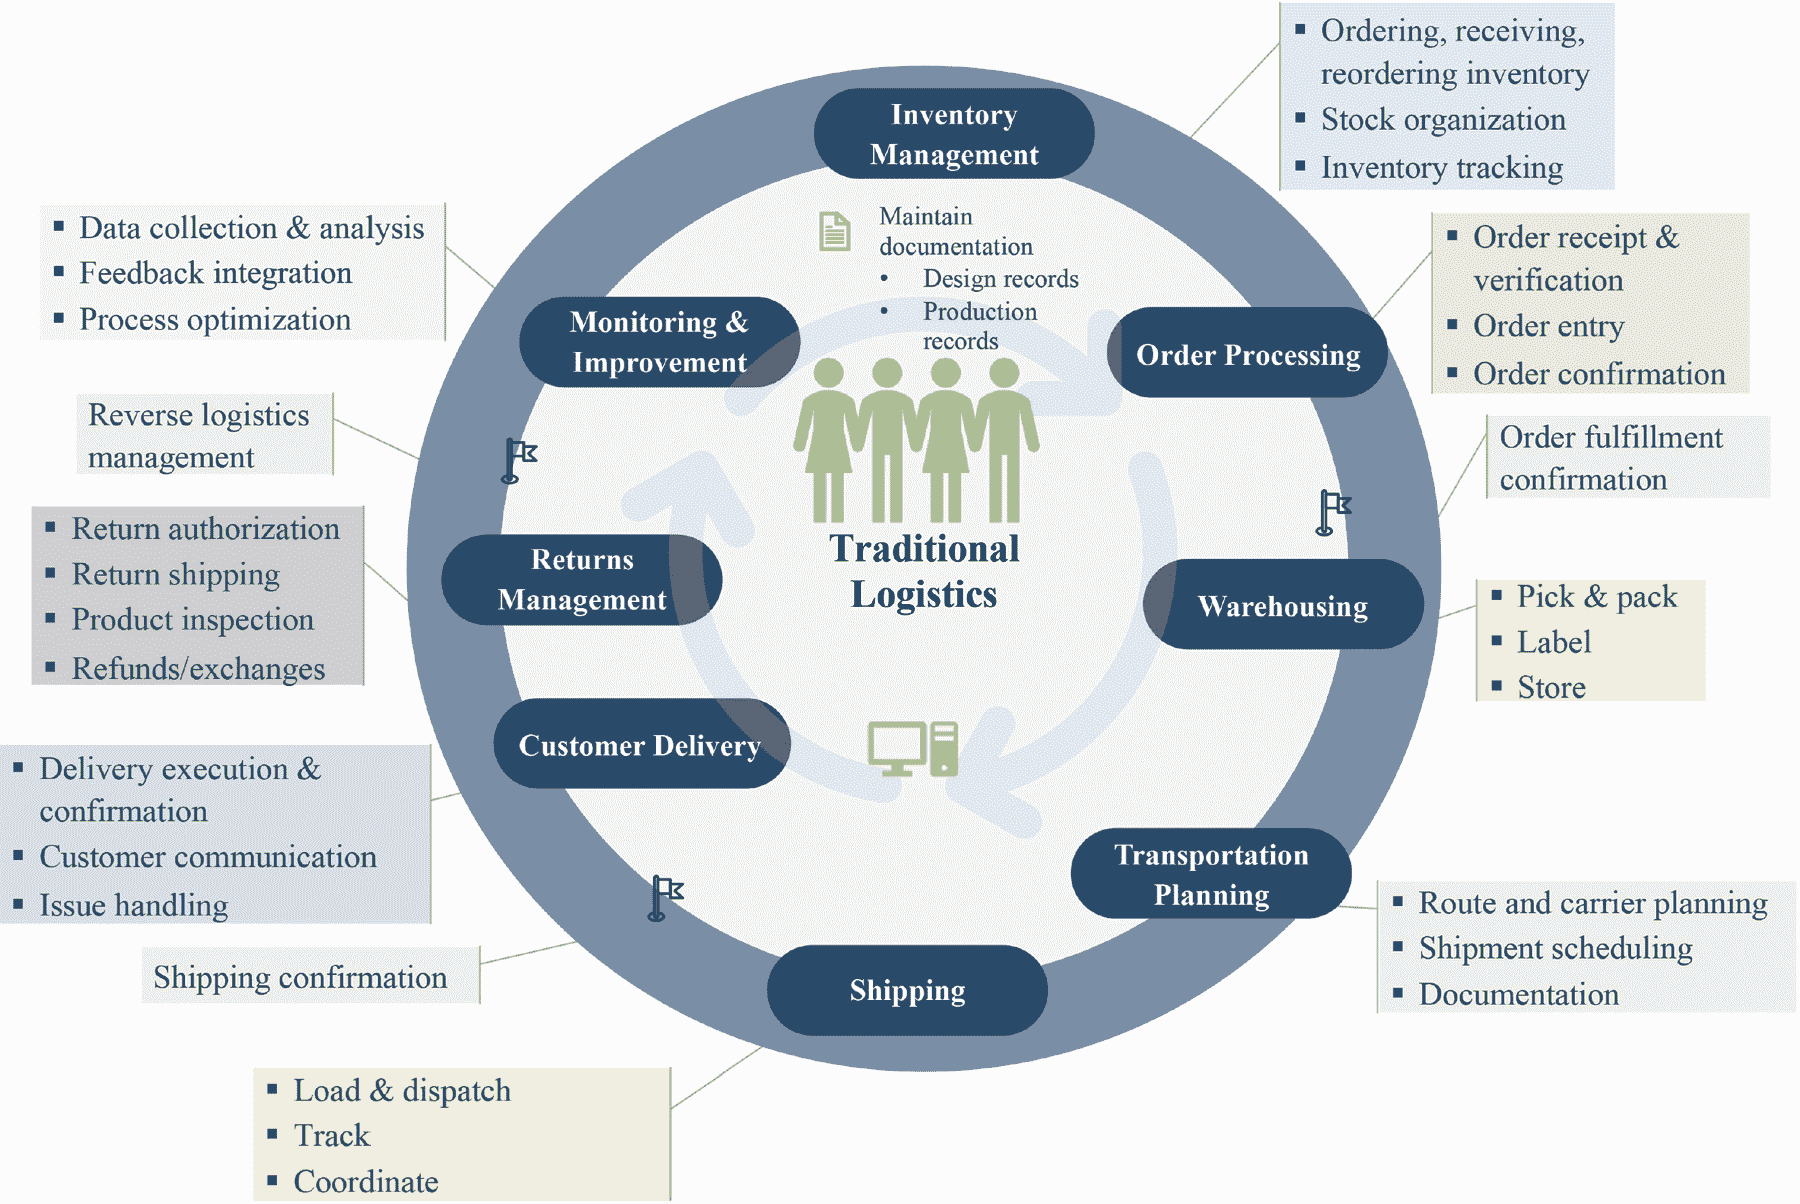 Inventory
Management
▪ Ordering, receiving,
reordering inventory
▪ Stock organization
▪ Inventory tracking
Maintain
documentation
• Design records
• Production
records
Order Processing
▪ Order receipt &
verification
▪ Order entry
▪ Order confirmation
Order fulfillment
confirmation
Warehousing
▪ Pick & pack
▪ Label
▪ Store
Transportation
Planning
▪ Route and carrier planning
▪ Shipment scheduling
▪ Documentation
Shipping
▪ Load & dispatch
▪ Track
▪ Coordinate
Shipping confirmation
Customer Delivery
▪ Delivery execution &
confirmation
▪ Customer communication
▪ Issue handling
Returns
Management
▪ Return authorization
▪ Return shipping
▪ Product inspection
▪ Refunds/exchanges
Reverse logistics
management
Monitoring &
Improvement
▪ Data collection & analysis
▪ Feedback integration
▪ Process optimization
Traditional
Logistics